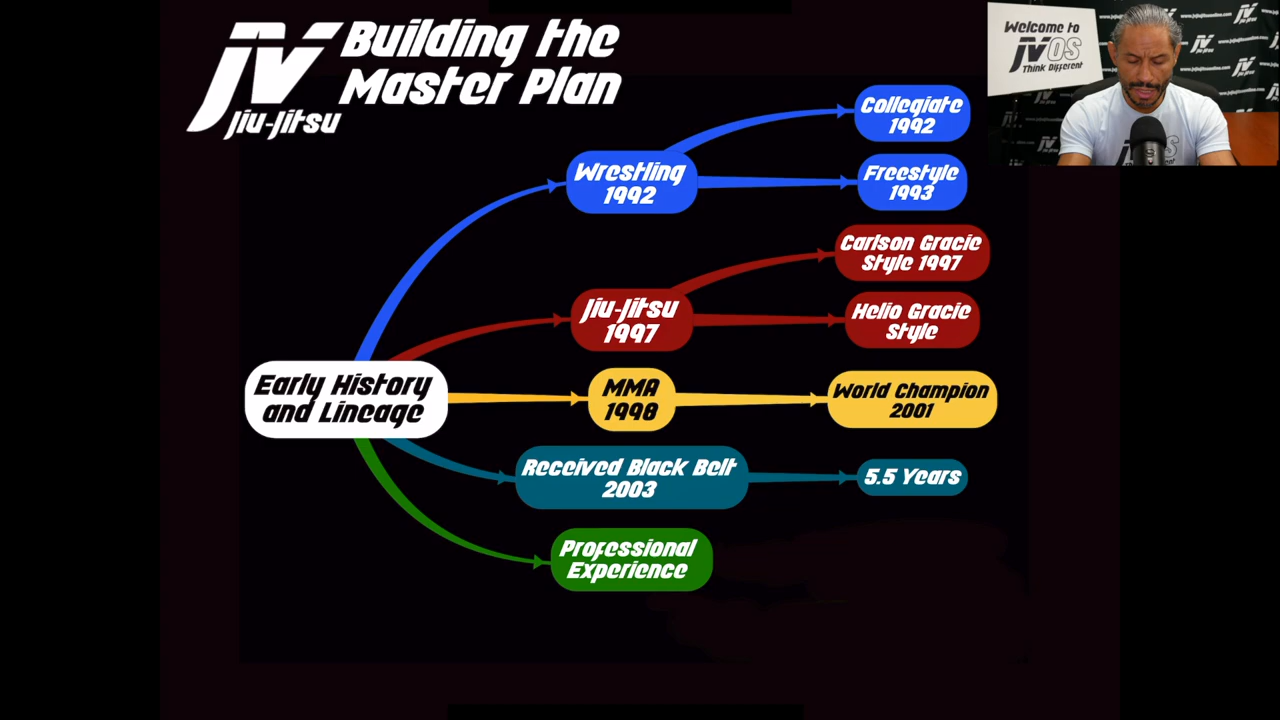 JV
Jiu-Jitsu
Building the
Master Plan
Welcome to
JVOS
Think Different
Collegiate
1992
Wrestling
1992
Freestyle
1993
Carlson Gracie
Style 1997
Jiu-Jitsu
1997
Helio Gracie
Style
Early History
and Lineage
MMA
1998
World Champion
2001
Received Black Belt
2003
5.5 Years
Professional
Experience